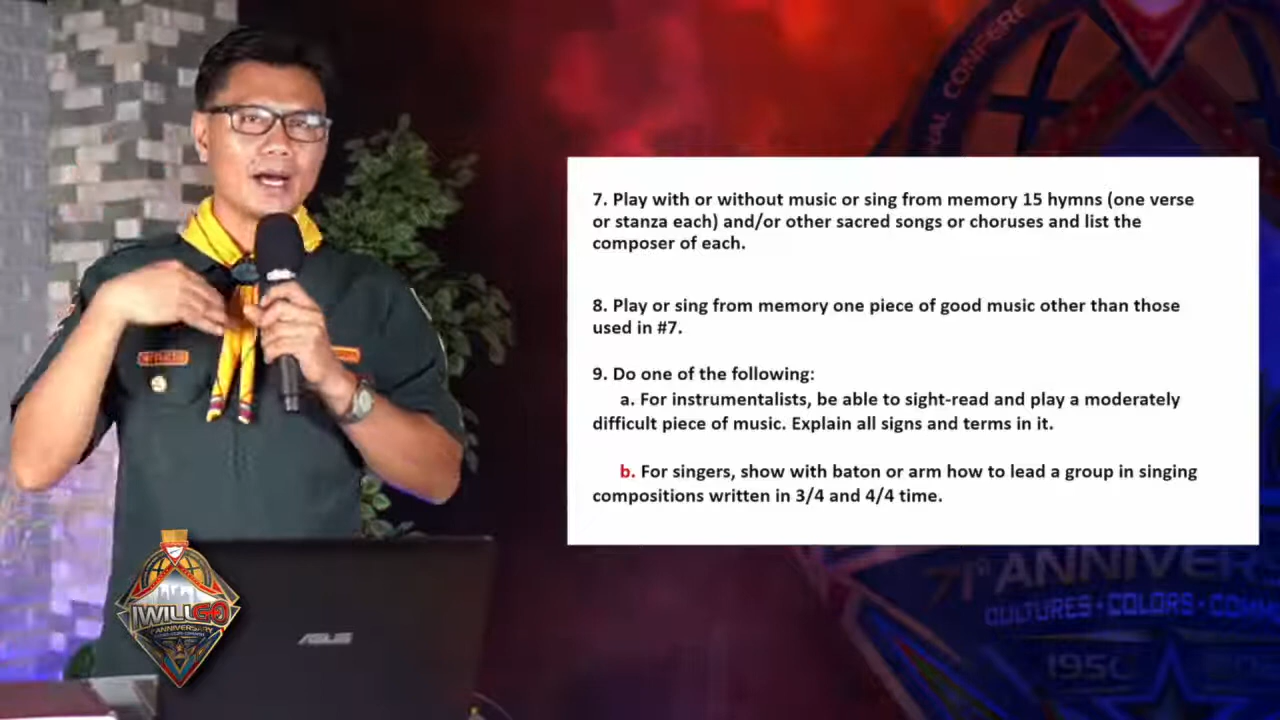 7. Play with or without music or sing from memory 15 hymns (one verse
or stanza each) and/or other sacred songs or choruses and list the
composer of each.
8. Play or sing from memory one piece of good music other than those
used in #7.
9. Do one of the following:
a. For instrumentalists, be able to sight-read and play a moderately
difficult piece of music. Explain all signs and terms in it.
b. For singers, show with baton or arm how to lead a group in singing
compositions written in 3/4 and 4/4 time.
IWILLGO
ANNIVERSARY
ASUS
71st ANNIVERS
CULTURES • COLORS • COMM
1950